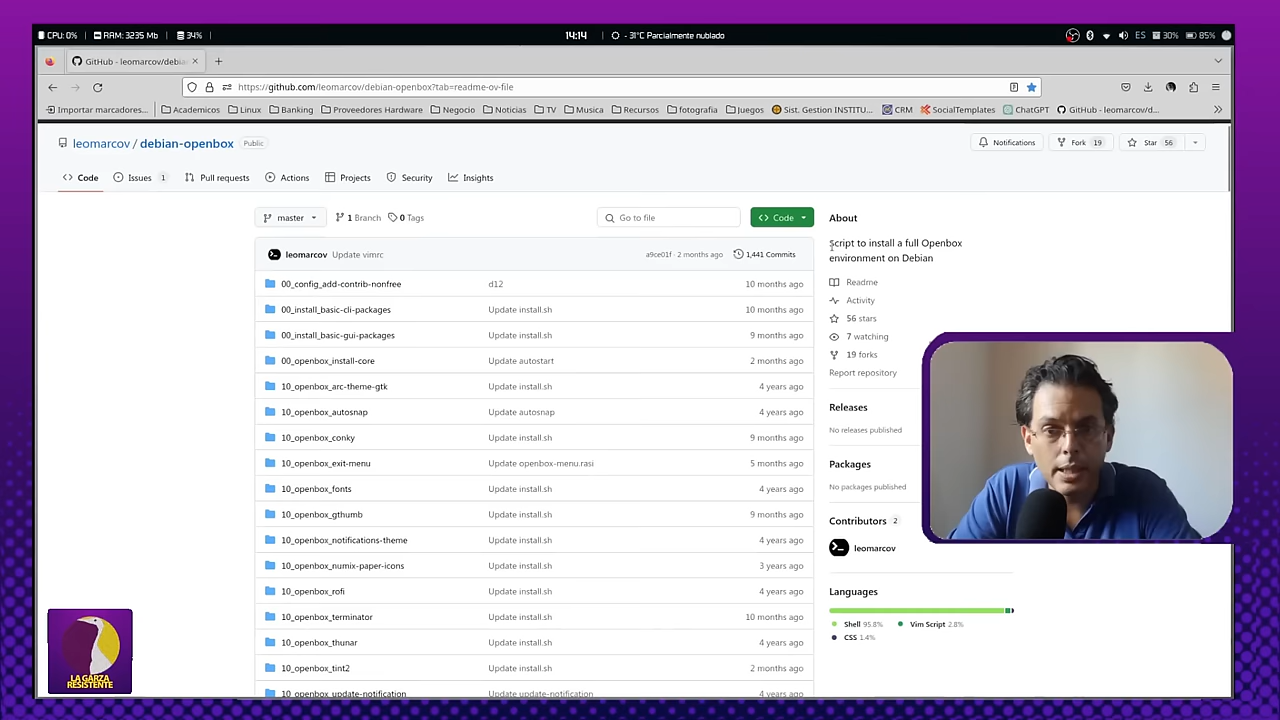 CPU: 0% RAM: 3235 Mb 34% 14:14 - 31°C Parcialmente nublado ES 30% 85%
GitHub - leomarcov/debia
https://github.com/leomarcov/debian-openbox?tab=readme-ov-file
Importar marcadores... Academicos Linux Banking Proveedores Hardware Negocio Noticias TV Musica Recursos fotografia Juegos Sist. Gestion INSTITU... CRM SocialTemplates ChatGPT GitHub - leomarcov/d...
leomarcov / debian-openbox Public Notifications Fork 19 Star 56
Code Issues 1 Pull requests Actions Projects Security Insights
master 1 Branch 0 Tags Go to file Code
leomarcov Update vimrc a9ce01f · 2 months ago 1,441 Commits
00_config_add-contrib-nonfree d12 10 months ago
00_install_basic-cli-packages Update install.sh 10 months ago
00_install_basic-gui-packages Update install.sh 9 months ago
00_openbox_install-core Update autostart 2 months ago
10_openbox_arc-theme-gtk Update install.sh 4 years ago
10_openbox_autosnap Update autosnap 4 years ago
10_openbox_conky Update install.sh 9 months ago
10_openbox_exit-menu Update openbox-menu.rasi 5 months ago
10_openbox_fonts Update install.sh 4 years ago
10_openbox_gthumb Update install.sh 9 months ago
10_openbox_notifications-theme Update install.sh 4 years ago
10_openbox_numix-paper-icons Update install.sh 3 years ago
10_openbox_rofi Update install.sh 4 years ago
10_openbox_terminator Update install.sh 10 months ago
10_openbox_thunar Update install.sh 4 years ago
10_openbox_tint2 Update install.sh 2 months ago
10_openbox_update-notification Update update-notification 4 years ago
About
Script to install a full Openbox
environment on Debian
Readme
Activity
56 stars
7 watching
19 forks
Report repository
Releases
No releases published
Packages
No packages published
Contributors 2
leomarcov
Languages
Shell 95.8% Vim Script 2.8%
CSS 1.4%
LA GARZA
RESISTENTE